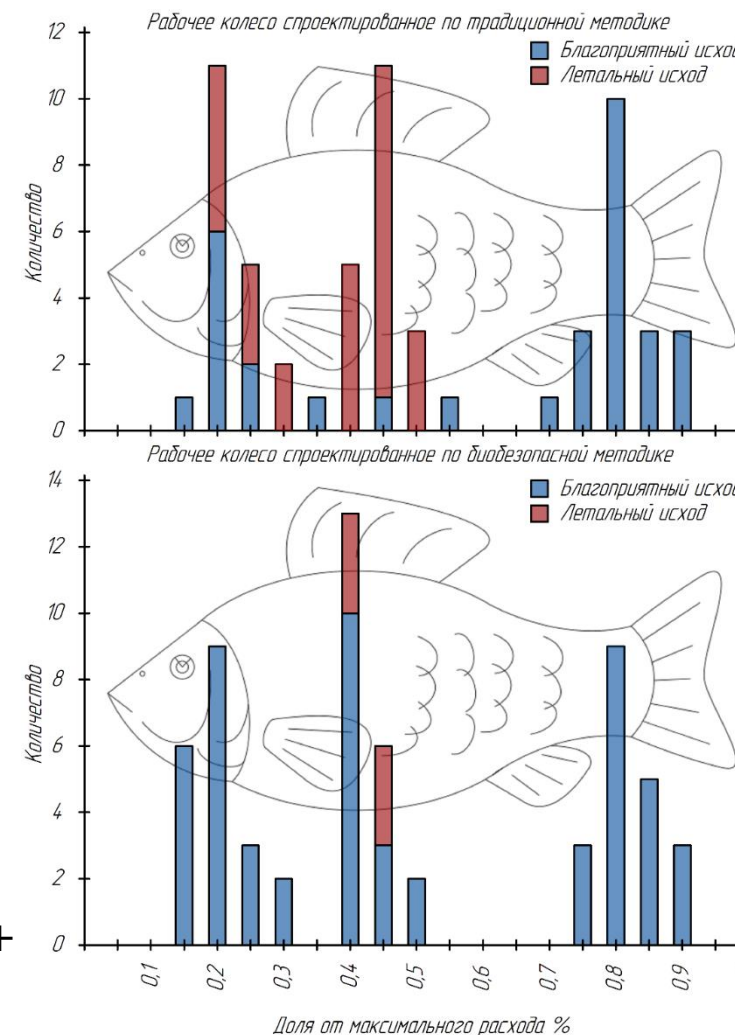 Рабочее колесо спроектированное по традиционной методике
Благоприятный исход
Летальный исход
Количество
12
10
8
6
4
2
0
Рабочее колесо спроектированное по биобезопасной методике
Благоприятный исход
Летальный исход
Количество
14
12
10
8
6
4
2
0
0,1 0,2 0,3 0,4 0,5 0,6 0,7 0,8 0,9
Доля от максимального расхода %